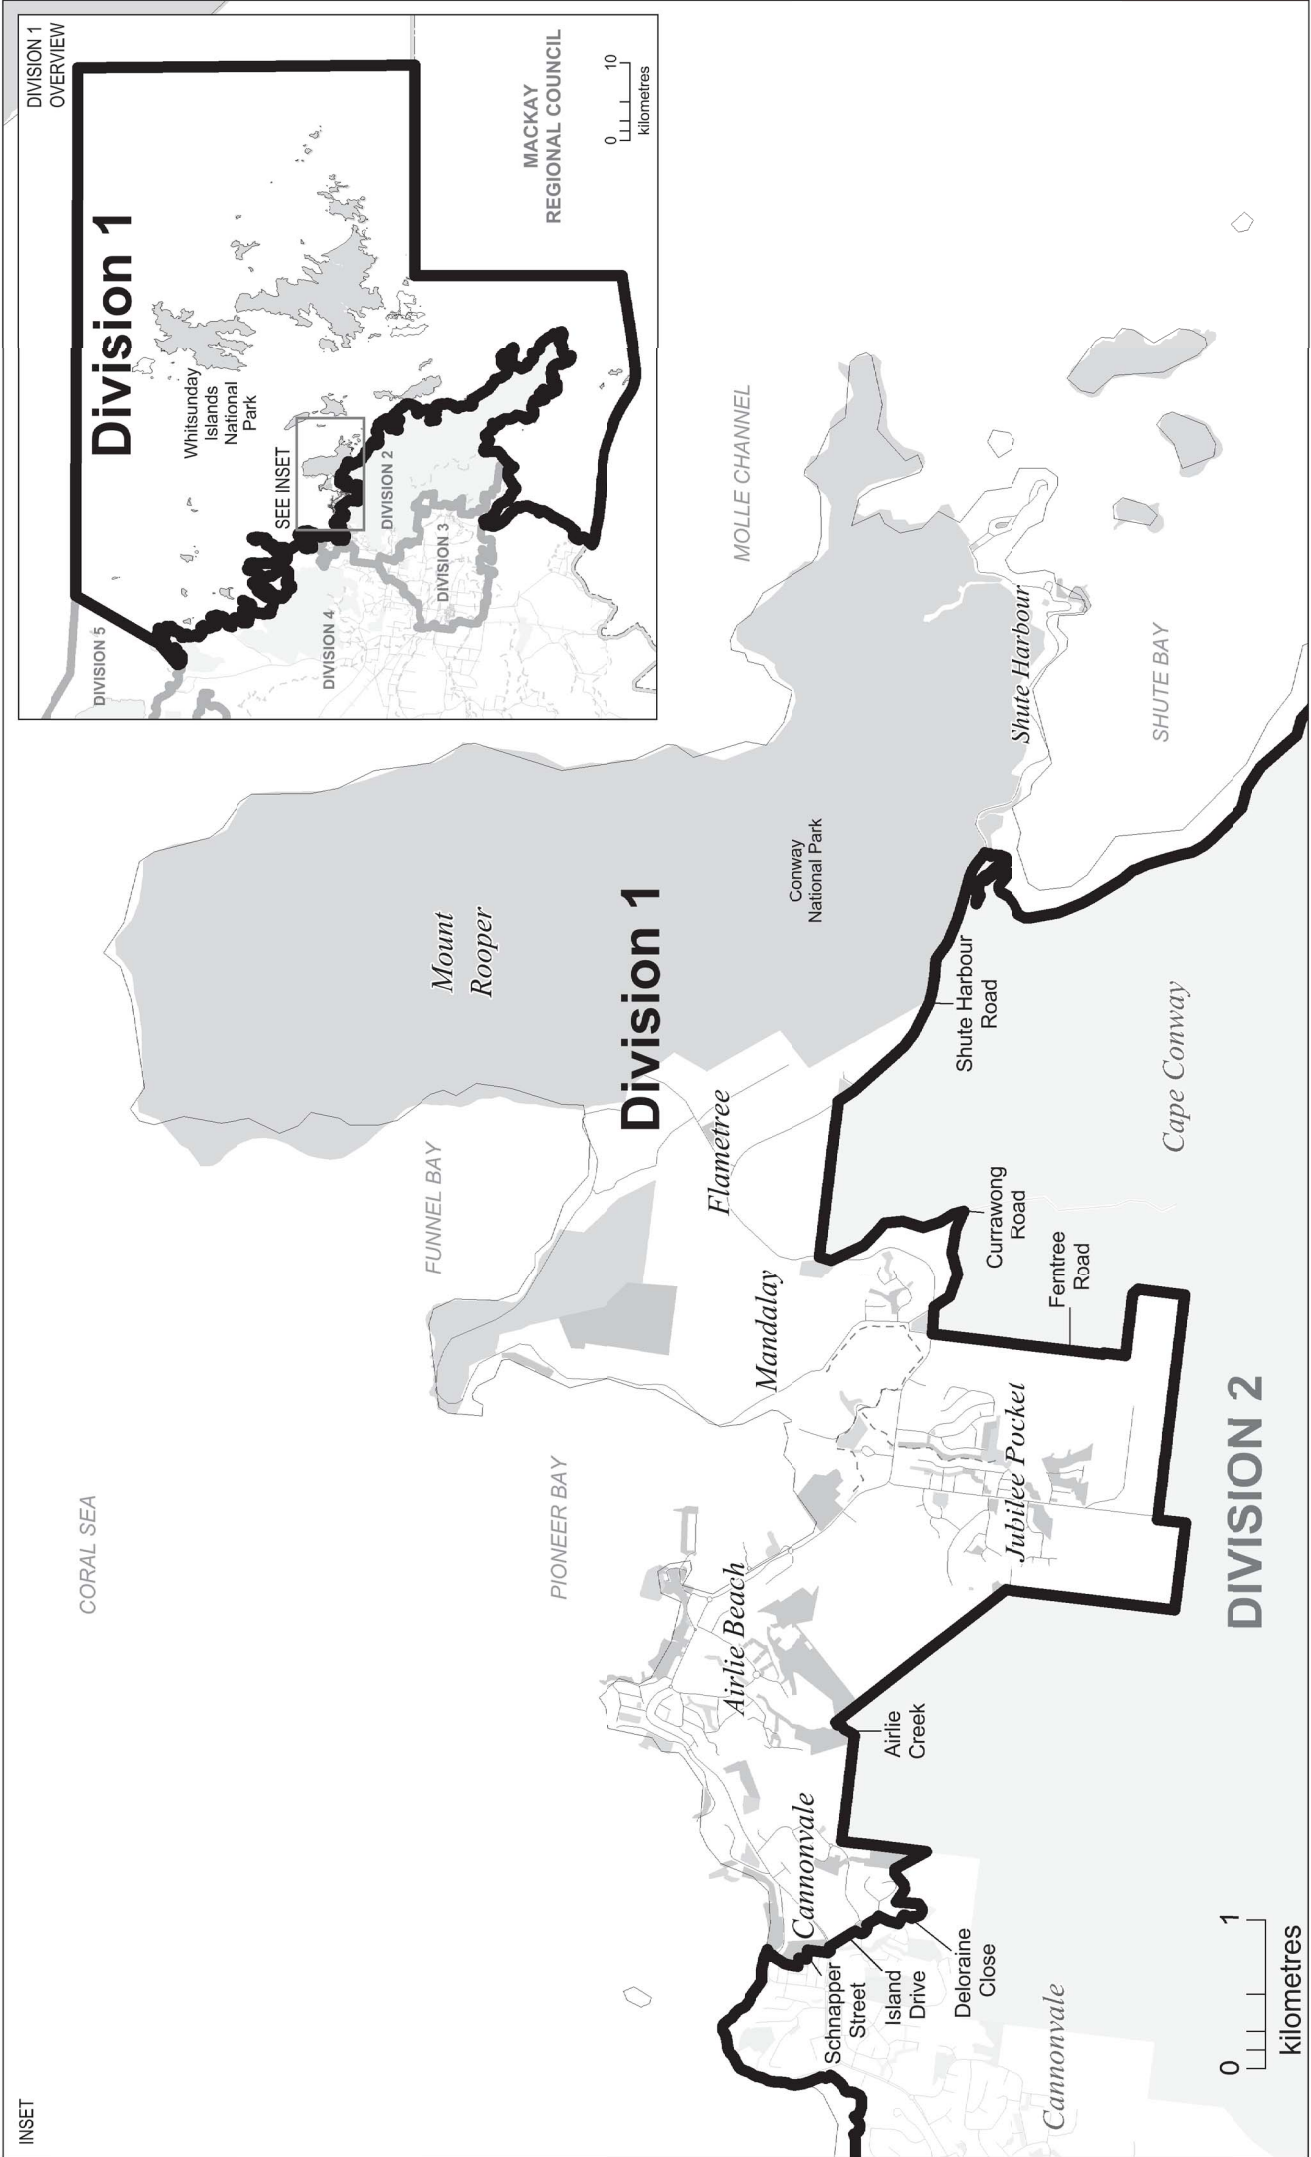 INSET
CORAL SEA
PIONEER BAY
FUNNEL BAY
MOLLE CHANNEL
SHUTE BAY
Mount
Rooper
Division 1
Conway
National Park
Flametree
Mandalay
Airlie Beach
Cannonvale
Jubilee Pocket
Shute Harbour
Shute Harbour
Road
Currawong
Road
Ferntree
Road
Airlie
Creek
Schnapper
Street
Island
Drive
Deloraine
Close
Cannonvale
Cape Conway
DIVISION 2
0 1
kilometres
DIVISION 1
OVERVIEW
Division 1
Whitsunday
Islands
National
Park
SEE INSET
DIVISION 5
DIVISION 4
DIVISION 2
DIVISION 3
MACKAY
REGIONAL COUNCIL
0 10
kilometres